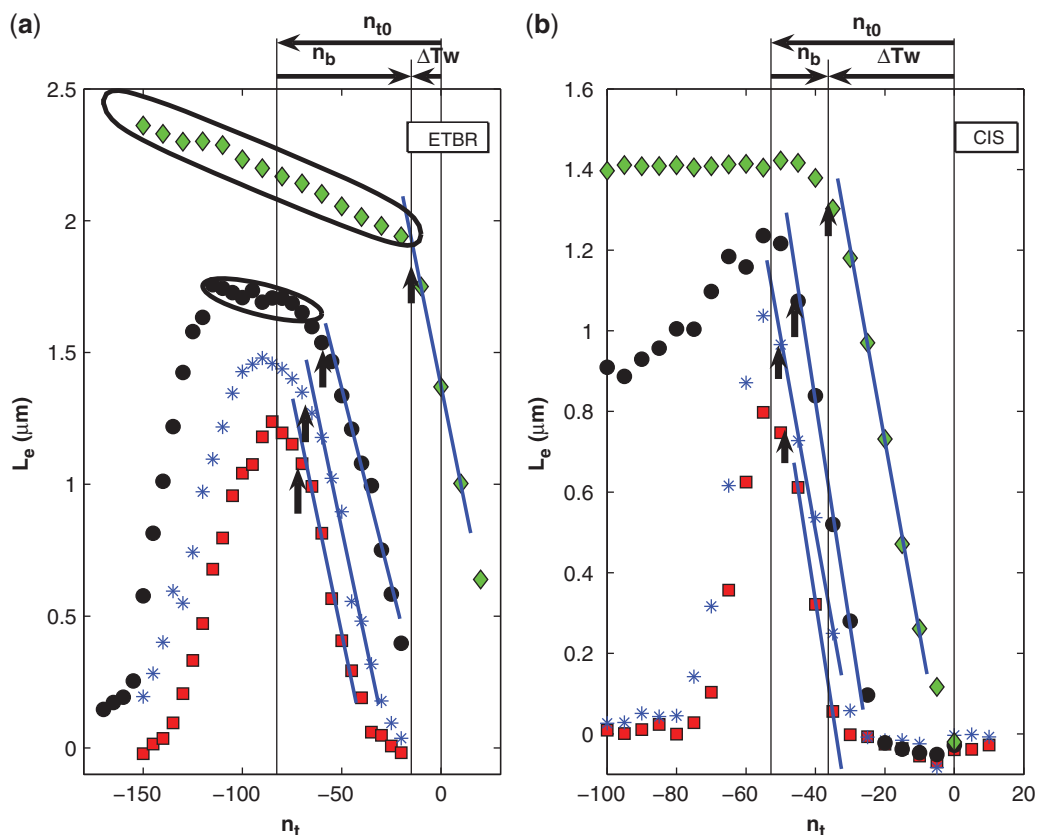 (a)
n_t0
n_b
ΔTw
2.5
2
1.5
1
0.5
0
−150
−100
−50
0
L_e (μm)
n_t
ETBR
(b)
n_t0
n_b
ΔTw
1.6
1.4
1.2
1
0.8
0.6
0.4
0.2
0
−100
−80
−60
−40
−20
0
20
L_e (μm)
n_t
CIS